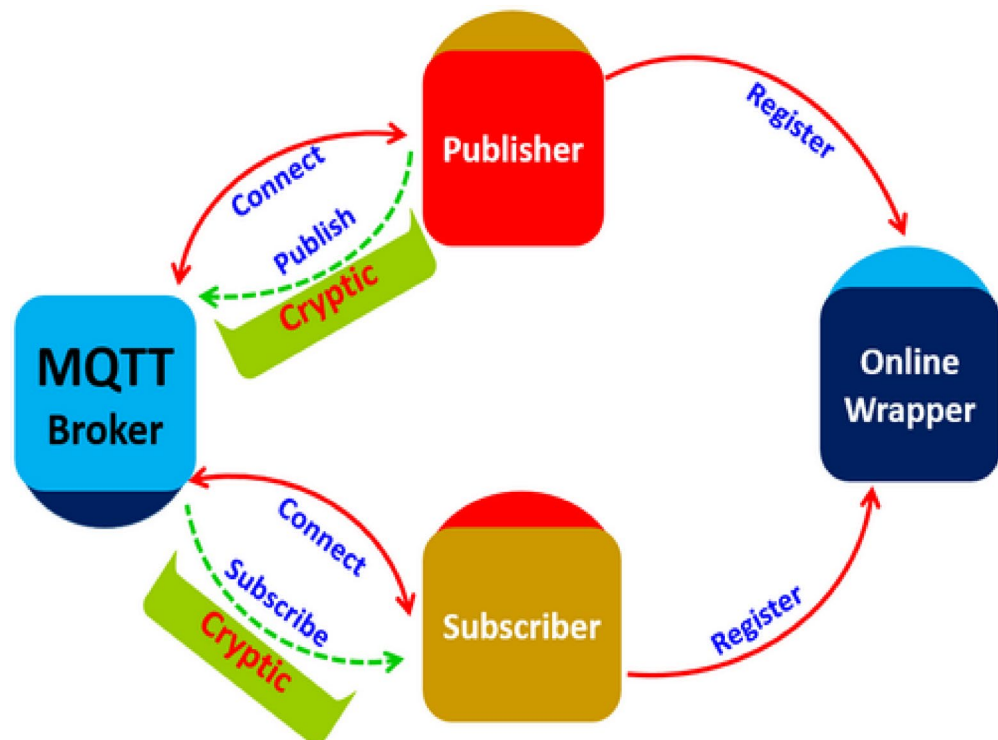 Publisher
Register
Connect
Publish
Cryptic
MQTT
Broker
Online
Wrapper
Connect
Subscribe
Cryptic
Subscriber
Register